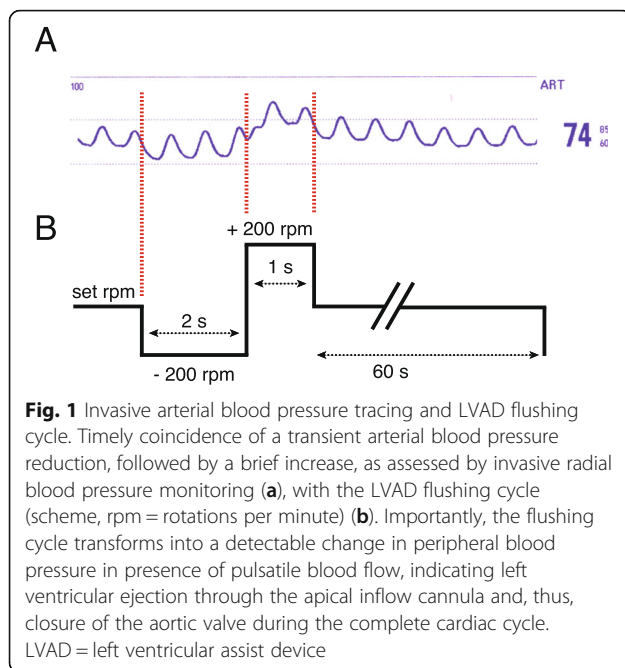 A
100
ART
74 85
60
B
+ 200 rpm
set rpm
1 s
2 s
- 200 rpm
60 s
Fig. 1 Invasive arterial blood pressure tracing and LVAD flushing
cycle. Timely coincidence of a transient arterial blood pressure
reduction, followed by a brief increase, as assessed by invasive radial
blood pressure monitoring (a), with the LVAD flushing cycle
(scheme, rpm = rotations per minute) (b). Importantly, the flushing
cycle transforms into a detectable change in peripheral blood
pressure in presence of pulsatile blood flow, indicating left
ventricular ejection through the apical inflow cannula and, thus,
closure of the aortic valve during the complete cardiac cycle.
LVAD = left ventricular assist device